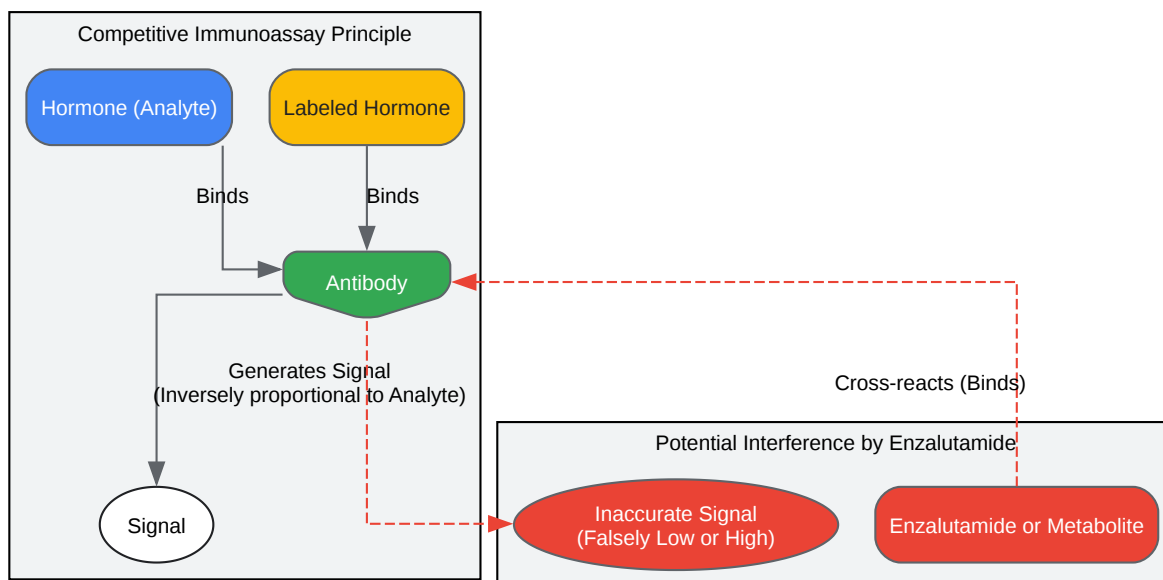 Competitive Immunoassay Principle
Hormone (Analyte)
Labeled Hormone
Binds
Binds
Antibody
Generates Signal
(Inversely proportional to Analyte)
Cross-reacts (Binds)
Potential Interference by Enzalutamide
Signal
Inaccurate Signal
(Falsely Low or High)
Enzalutamide or Metabolite